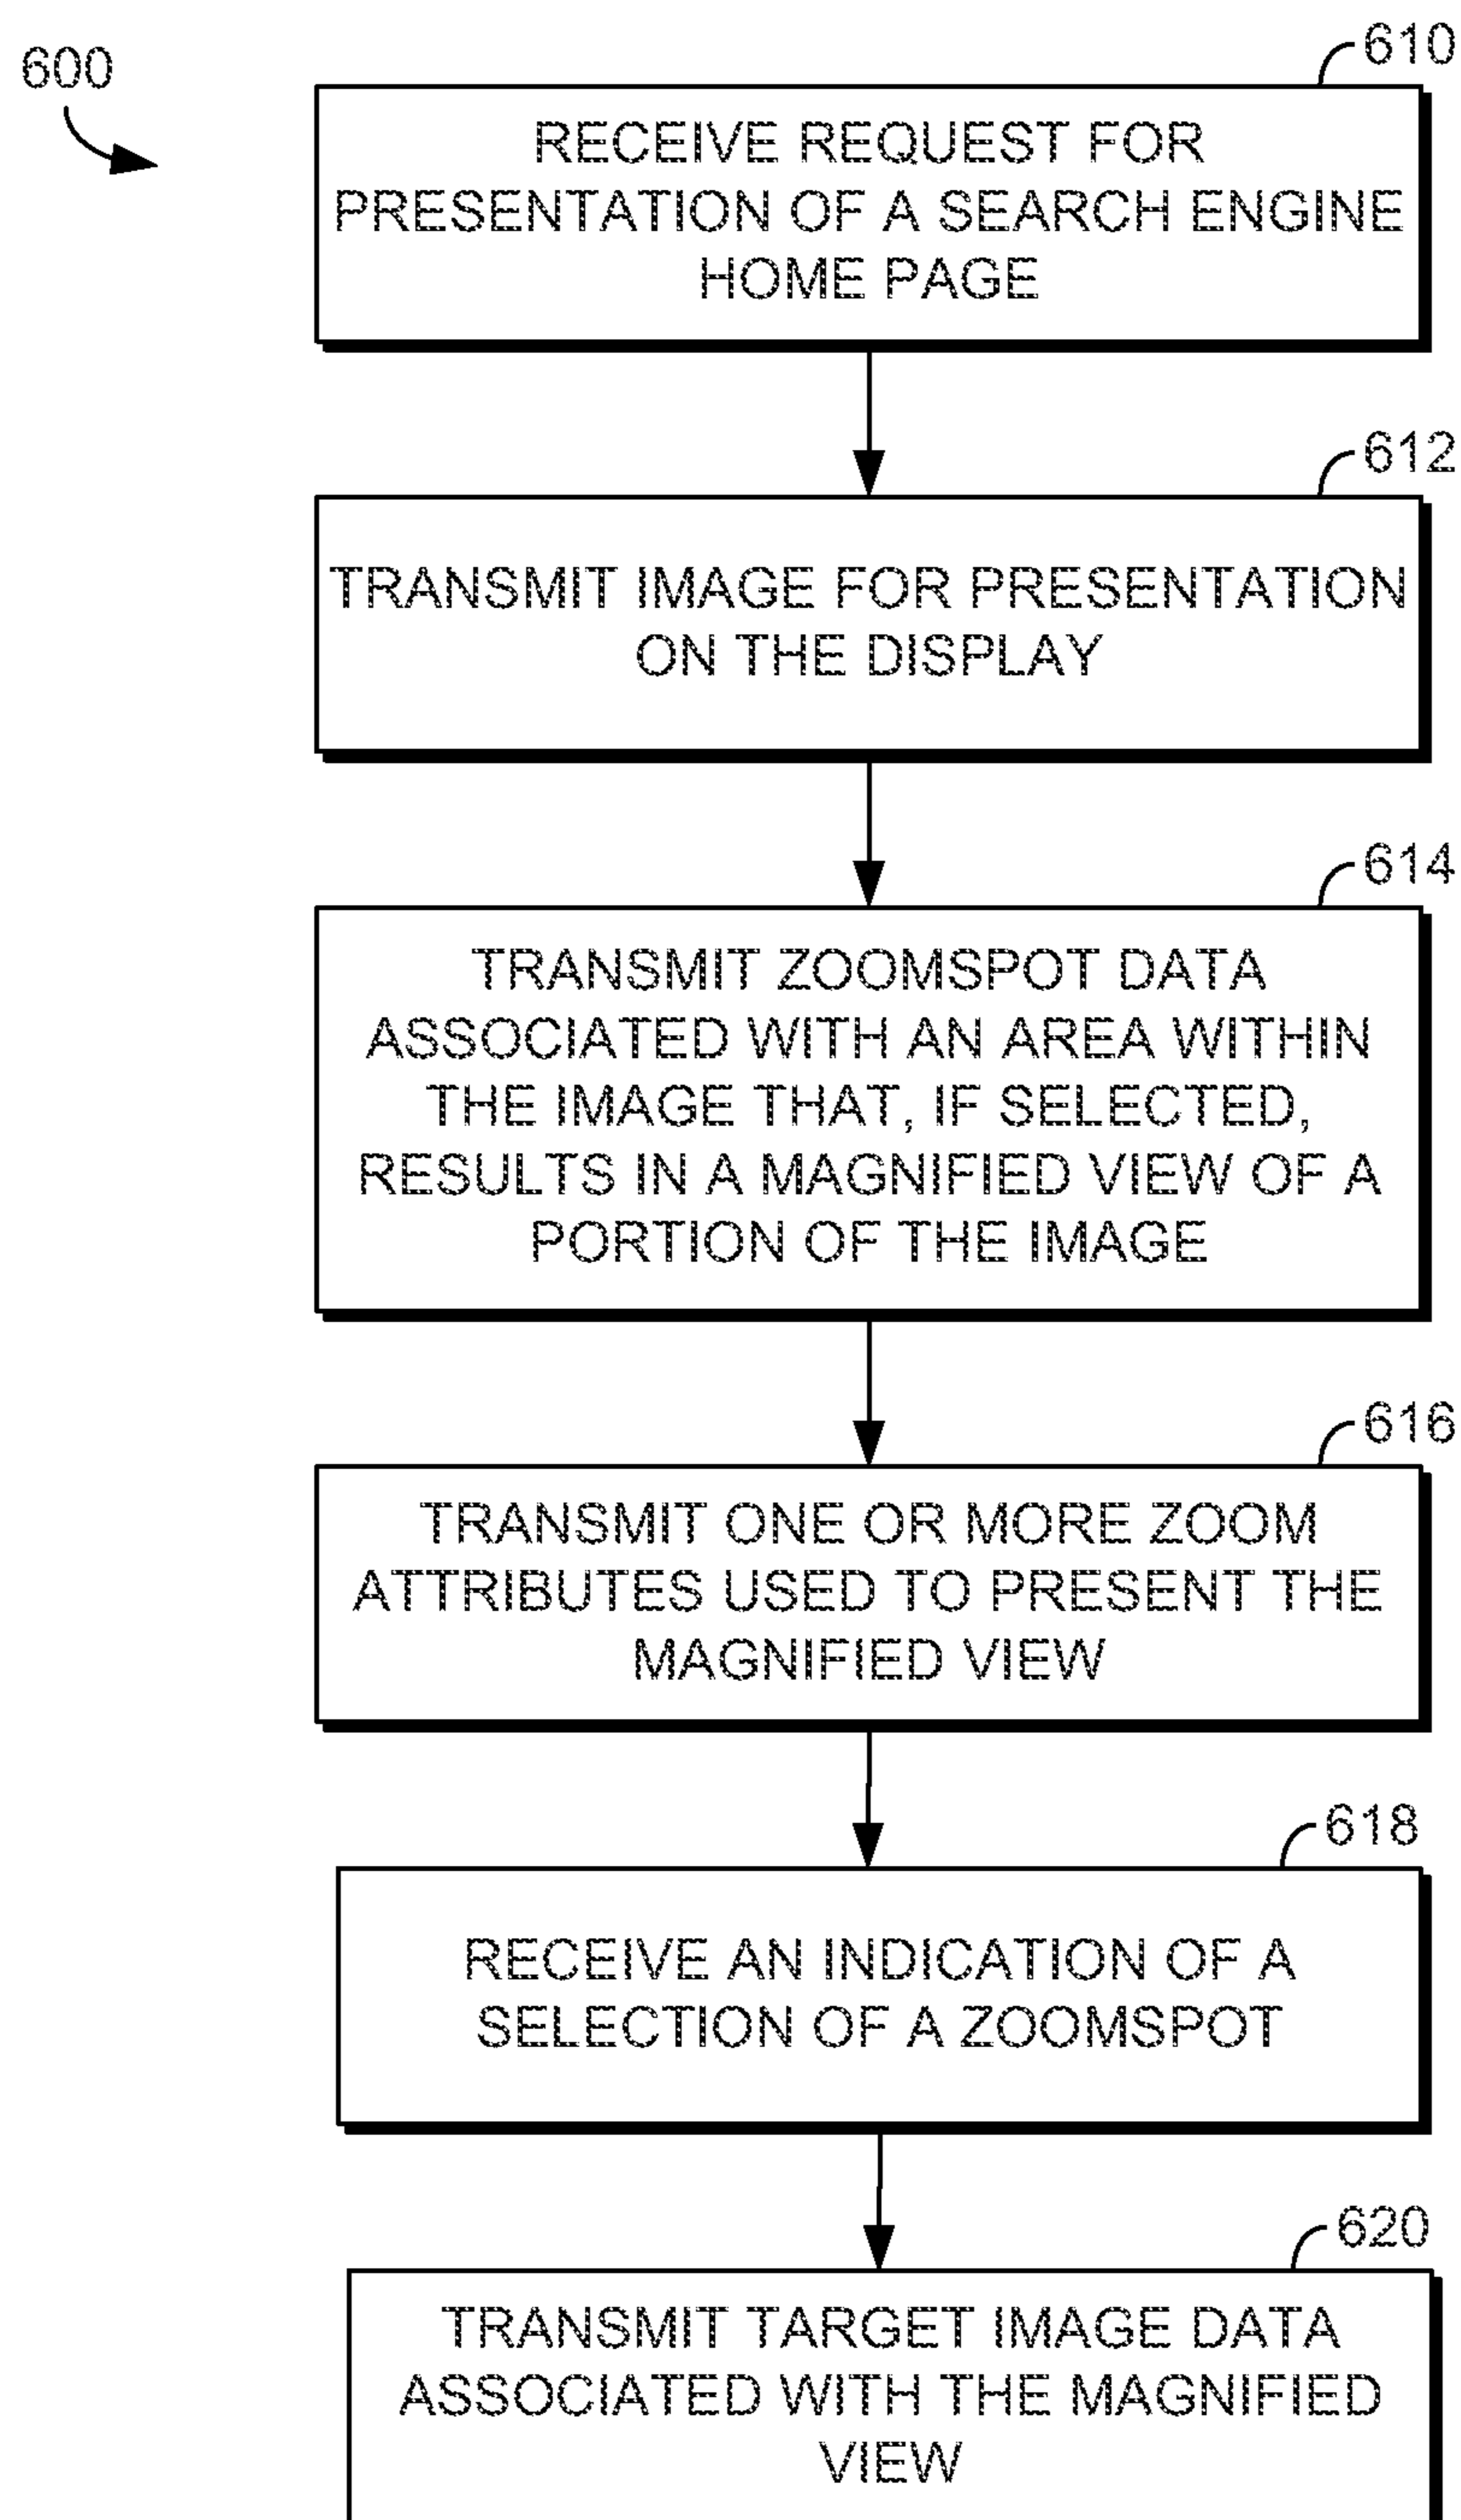 600
610
RECEIVE REQUEST FOR
PRESENTATION OF A SEARCH ENGINE
HOME PAGE
612
TRANSMIT IMAGE FOR PRESENTATION
ON THE DISPLAY
614
TRANSMIT ZOOMSPOT DATA
ASSOCIATED WITH AN AREA WITHIN
THE IMAGE THAT, IF SELECTED,
RESULTS IN A MAGNIFIED VIEW OF A
PORTION OF THE IMAGE
616
TRANSMIT ONE OR MORE ZOOM
ATTRIBUTES USED TO PRESENT THE
MAGNIFIED VIEW
618
RECEIVE AN INDICATION OF A
SELECTION OF A ZOOMSPOT
620
TRANSMIT TARGET IMAGE DATA
ASSOCIATED WITH THE MAGNIFIED
VIEW